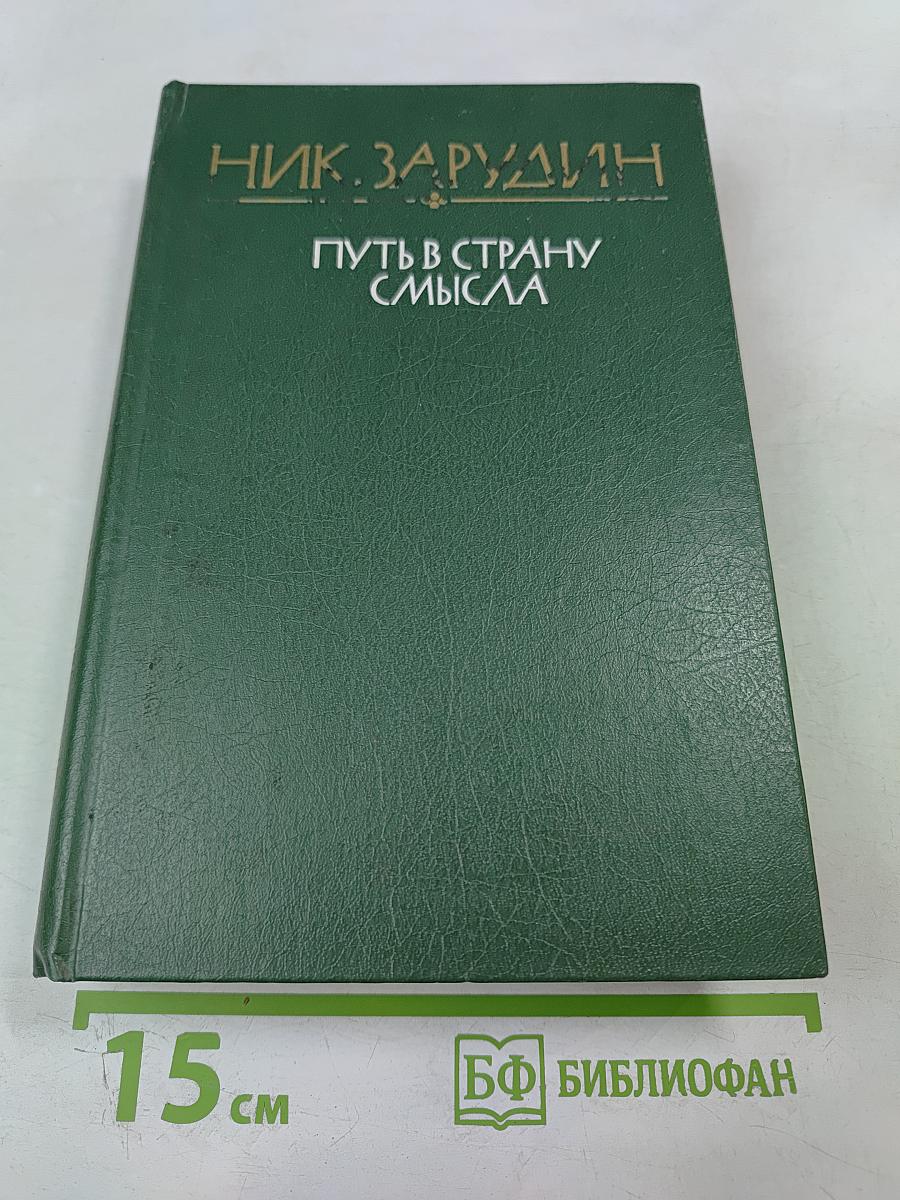 НИК. ЗАРУДИН
ПУТЬ В СТРАНУ
СМЫСЛА
15 см
БФ БИБЛИОФАН